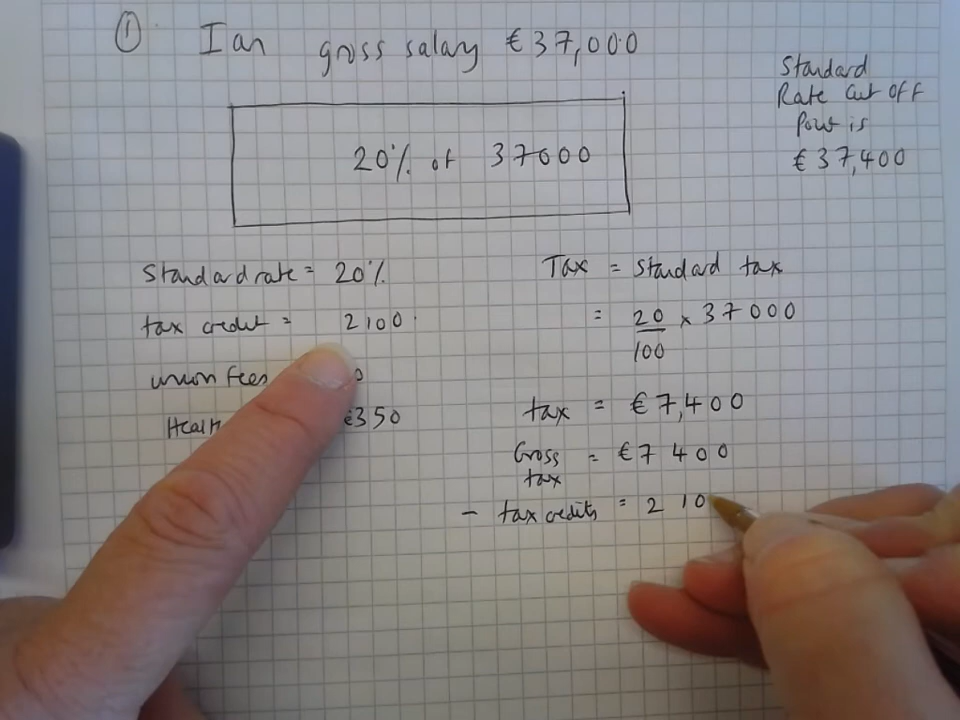 ① Ian gross salary €37,000
Standard
Rate Cut Off
Point is
€37,400
20% of 37000
Standard rate = 20%
tax credit = 2100
union Fees
Healt
€350
Tax = Standard tax
= 20/100 x 37000
tax = €7,400
Gross tax = €7400
- tax credits = 210